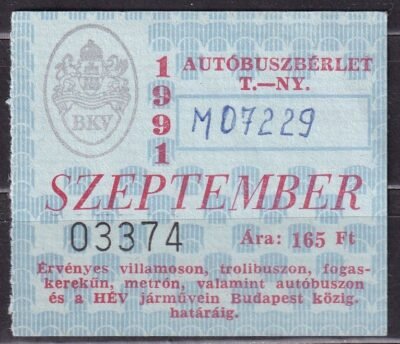 BKV
1991
AUTÓBUSZBÉRLET
T.—NY.
M07229
SZEPTEMBER
03374
Ára: 165 Ft
Érvényes villamoson, trolibuszon, fogas-
kerekűn, metrón, valamint autóbuszon
és a HÉV járművein Budapest közig.
határáig.